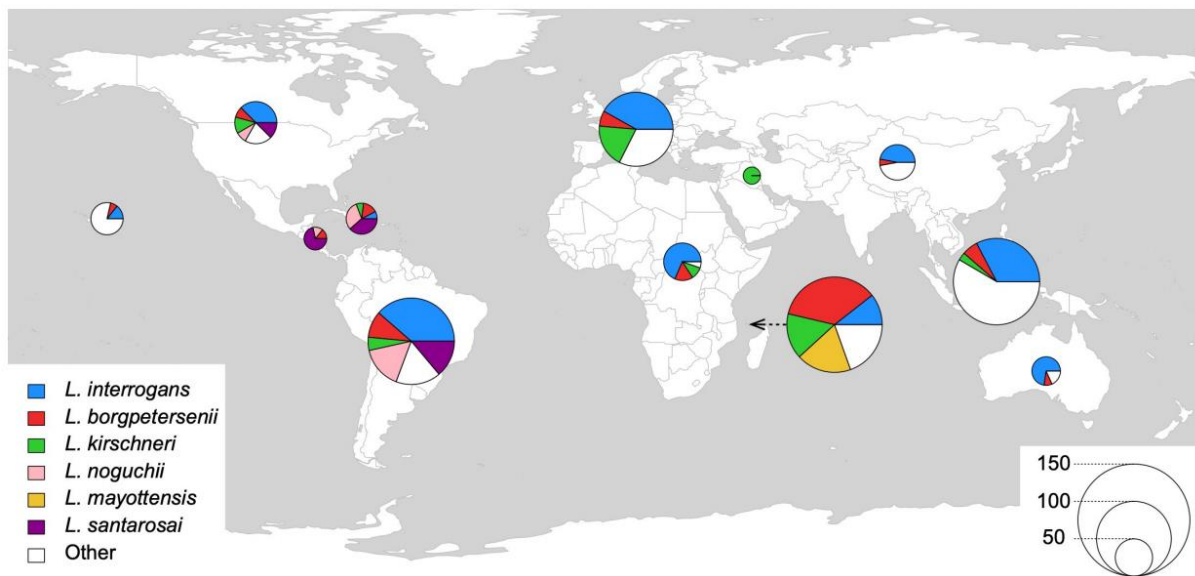 L. interrogans
L. borgpetersenii
L. kirschneri
L. noguchii
L. mayottensis
L. santarosai
Other
150
100
50